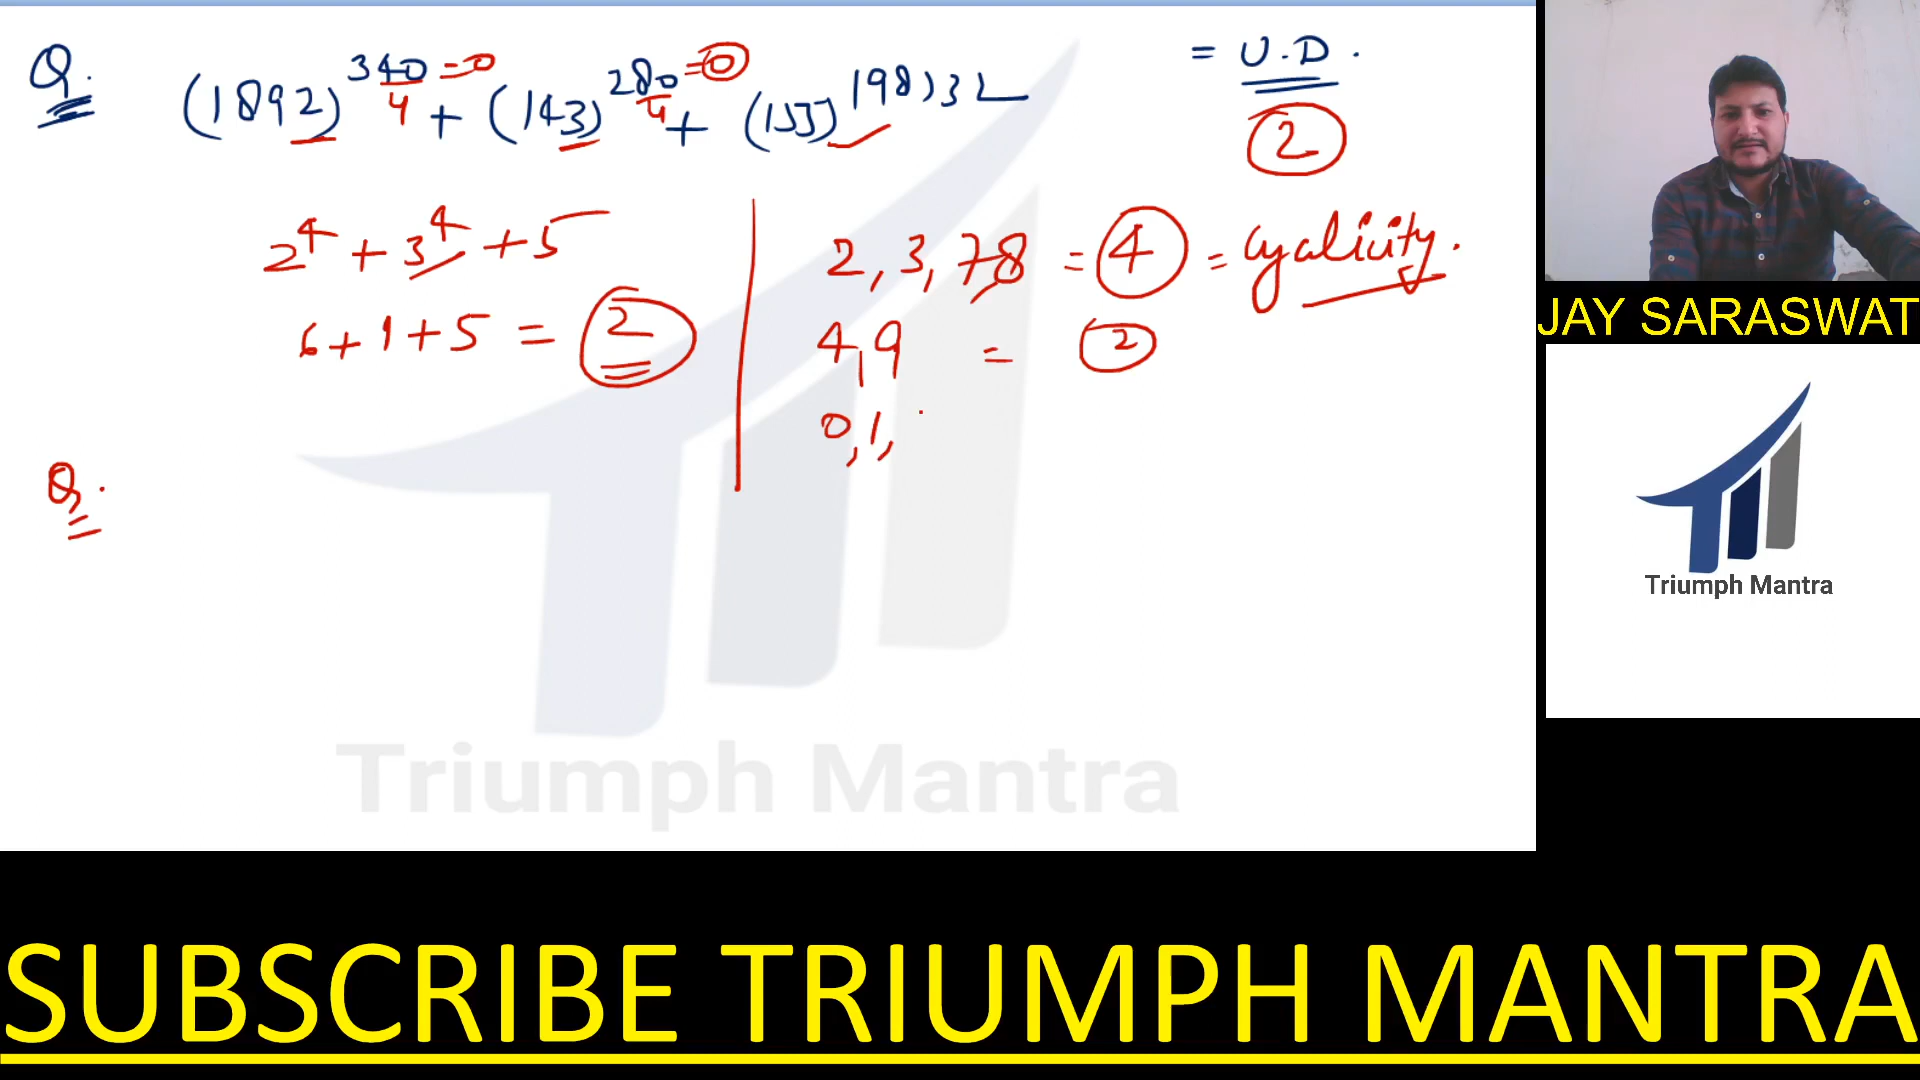 Q. (1892)^340/4=0 + (143)^280/4=0 + (155)^198132 = U.D.
2
2^4 + 3^4 + 5
6+1+5 = 2
2, 3, 7, 8 = 4 = cyclicity.
4, 9 = 2
0, 1,
Q.
JAY SARASWAT
Triumph Mantra
Triumph Mantra
SUBSCRIBE TRIUMPH MANTRA